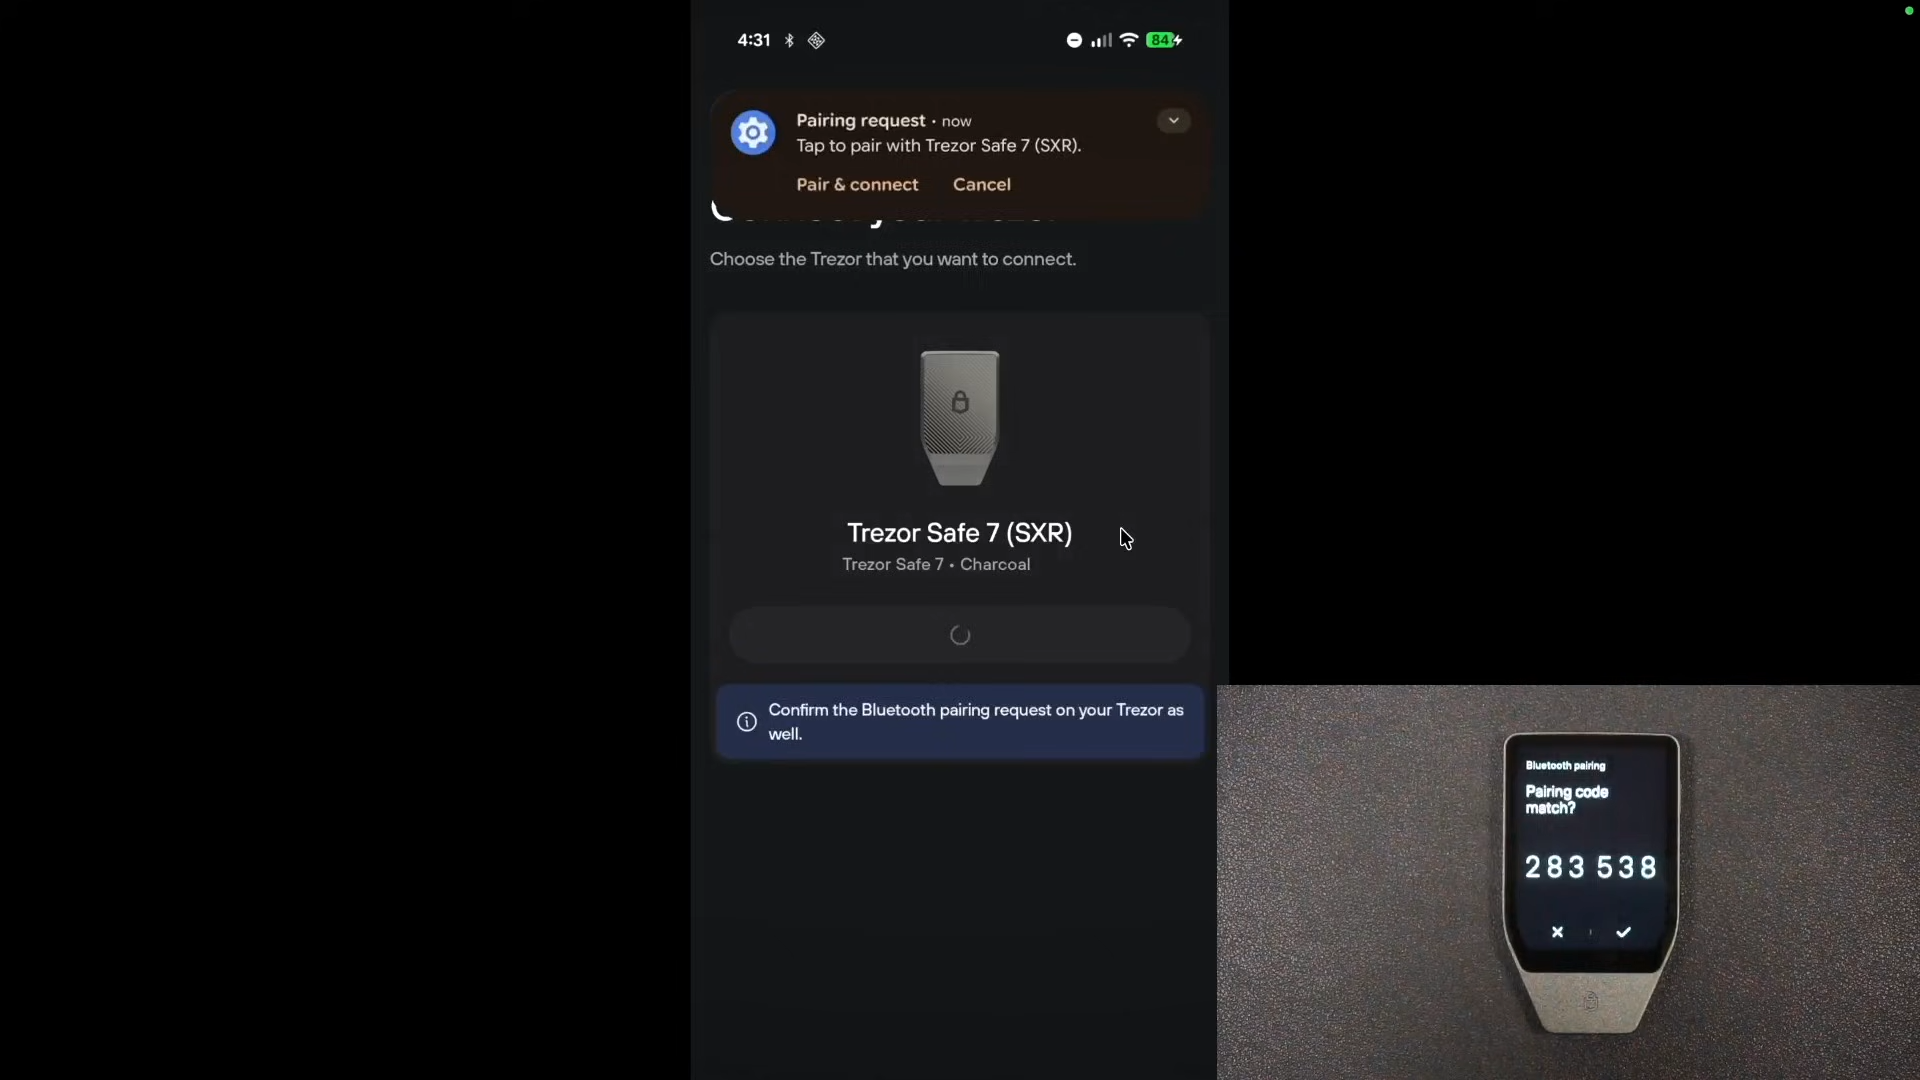 4:31
84
Pairing request • now
Tap to pair with Trezor Safe 7 (SXR).
Pair & connect Cancel
Choose the Trezor that you want to connect.
Trezor Safe 7 (SXR)
Trezor Safe 7 • Charcoal
Confirm the Bluetooth pairing request on your Trezor as
well.
Bluetooth pairing
Pairing code
match?
283 538